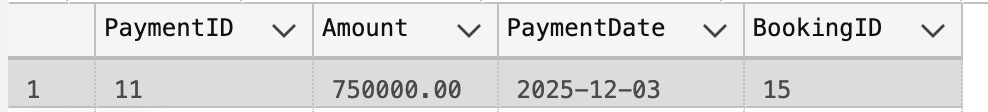 PaymentID Amount PaymentDate BookingID
1 11 750000.00 2025-12-03 15